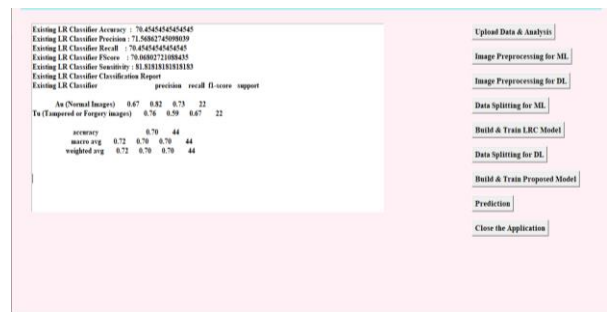 Existing LR Classifier Accuracy : 70.45454545454545
Existing LR Classifier Precision : 71.56862745098039
Existing LR Classifier Recall : 70.45454545454545
Existing LR Classifier FScore : 70.06802721088435
Existing LR Classifier Sensitivity : 81.81818181818183
Existing LR Classifier Classification Report
Existing LR Classifier precision recall f1-score support
Au (Normal Images) 0.67 0.82 0.73 22
Tu (Tampered or Forgery images) 0.76 0.59 0.67 22
accuracy 0.70 44
macro avg 0.72 0.70 0.70 44
weighted avg 0.72 0.70 0.70 44
Upload Data & Analysis
Image Preprocessing for ML
Image Preprocessing for DL
Data Splitting for ML
Build & Train LRC Model
Data Splitting for DL
Build & Train Proposed Model
Prediction
Close the Application